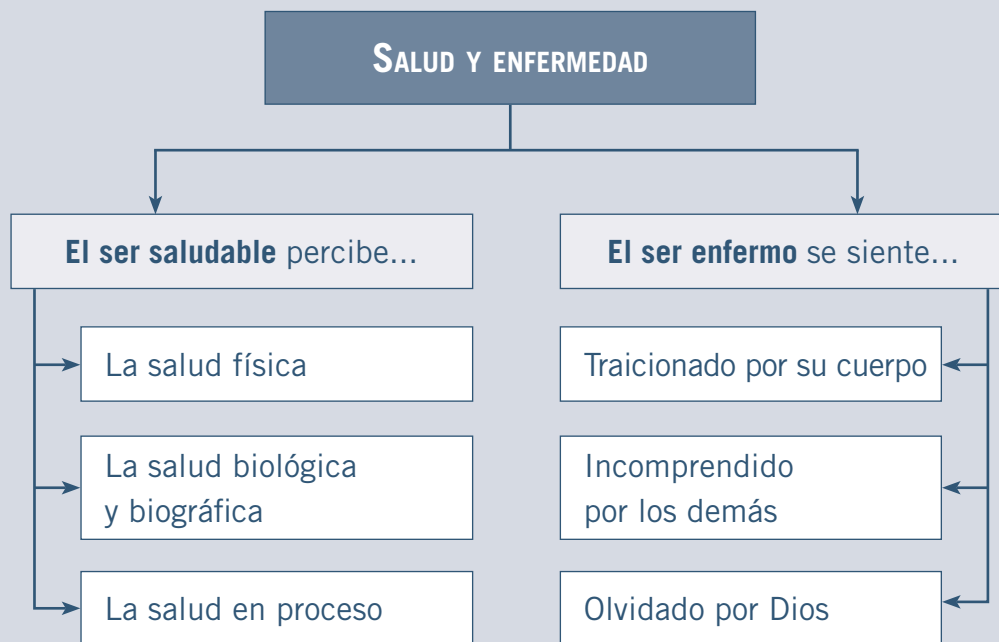 SALUD Y ENFERMEDAD
El ser saludable percibe...
La salud física
La salud biológica
y biográfica
La salud en proceso
El ser enfermo se siente...
Traicionado por su cuerpo
Incomprendido
por los demás
Olvidado por Dios